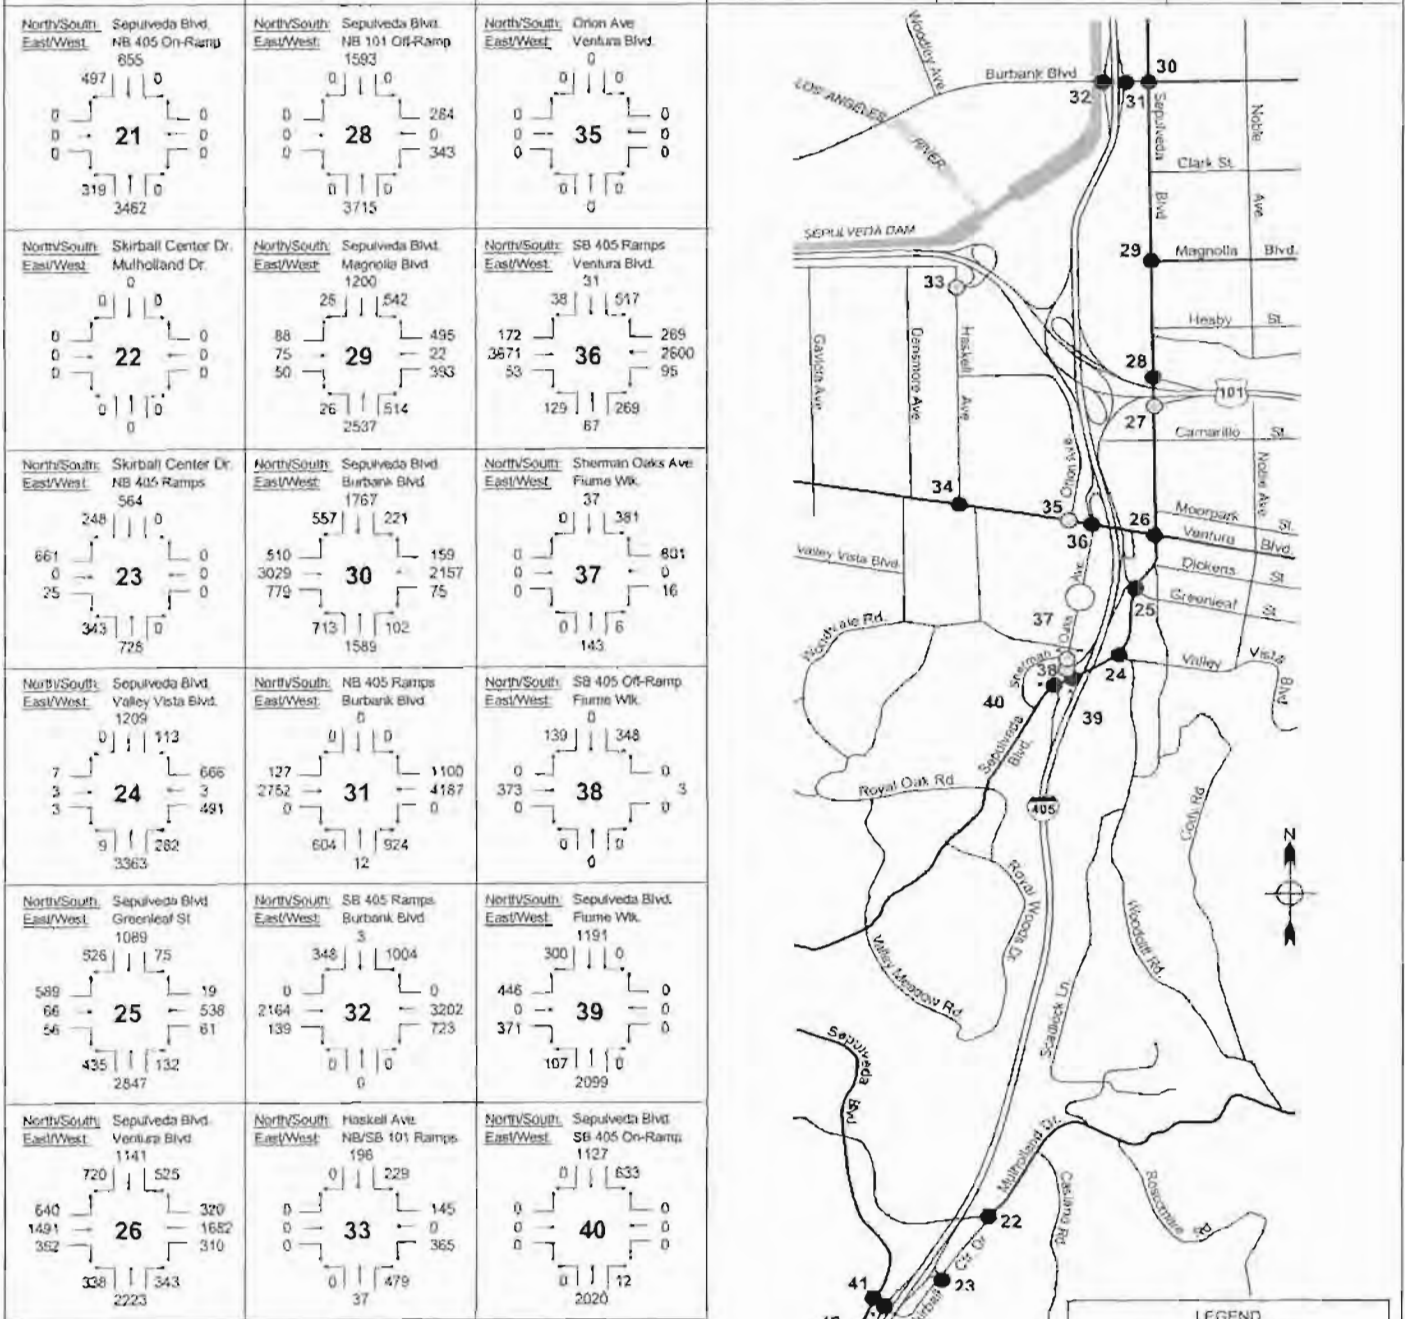 North/South: Sepulveda Blvd.
East/West: NB 405 On-Ramp
655
497 0
0 0
0 21 0
0 0
319 0
3462
North/South: Sepulveda Blvd.
East/West: NB 101 Off-Ramp
1593
0 0
0 284
0 28 0
0 343
0 0
3715
North/South: Orion Ave
East/West: Ventura Blvd.
0
0 0
0 0
0 35 0
0 0
0 0
0
North/South: Skirball Center Dr.
East/West: Mulholland Dr.
0
0 0
0 0
0 22 0
0 0
0 0
0
North/South: Sepulveda Blvd.
East/West: Magnolia Blvd
1200
25 542
88 495
75 29 22
50 393
26 514
2537
North/South: SB 405 Ramps
East/West: Ventura Blvd.
31
38 517
172 269
3671 36 2600
53 95
129 269
67
North/South: Skirball Center Dr.
East/West: NB 405 Ramps
564
248 0
661 0
0 23 0
25 0
343 0
728
North/South: Sepulveda Blvd
East/West: Burbank Blvd.
1767
557 221
510 159
3029 30 2157
779 75
713 102
1589
North/South: Sherman Oaks Ave
East/West: Fiume Wlk.
37
0 381
0 601
0 37 0
0 16
0 6
143
North/South: Sepulveda Blvd
East/West: Valley Vista Blvd.
1209
0 113
7 666
3 24 3
3 491
9 282
3363
North/South: NB 405 Ramps
East/West: Burbank Blvd.
0
0 0
127 1100
2752 31 4187
0 0
604 924
12
North/South: SB 405 Off-Ramp
East/West: Fiume Wlk.
0
139 348
0 0
373 38 3
0 0
0 0
0
North/South: Sepulveda Blvd
East/West: Greenleaf St
1089
526 75
589 19
66 25 538
56 61
435 132
2847
North/South: SB 405 Ramps
East/West: Burbank Blvd
3
348 1004
0 0
2164 32 3202
139 723
0 0
0
North/South: Sepulveda Blvd.
East/West: Fiume Wlk.
1191
300 0
446 0
0 39 0
371 0
107 0
2099
North/South: Sepulveda Blvd.
East/West: Ventura Blvd.
1141
720 525
640 320
1491 26 1682
352 310
338 343
2223
North/South: Haskell Ave.
East/West: NB/SB 101 Ramps
196
0 229
0 145
0 33 0
0 365
0 479
37
North/South: Sepulveda Blvd
East/West: SB 405 On-Ramp
1127
0 633
0 0
0 40 0
0 0
0 12
2020
Woodley Ave.
Burbank Blvd
32
31
30
LOS ANGELES
RIVER
Sepulveda
Blvd
Noble
Ave.
Clark St.
SEPULVEDA DAM
29
Magnolia Blvd.
33
Hesby St.
28
101
27
Camarillo St.
Gaviota Ave.
Densmore Ave
Haskell
Ave.
Orion Ave
Noble Ave.
34
35
36
26
Moorpark St.
Ventura Blvd.
Valley Vista Blvd.
Dickens St
Greenleaf St
25
37
Sherman Oaks Ave.
Woodvale Rd.
38
24
Valley Vista Blvd
40
39
Sepulveda Blvd.
Royal Oak Rd
405
Cody Rd
N
Royal Woods Dr.
Woodcliff Rd.
Valley Meadow Rd.
Scadlock Ln.
Sepulveda
Blvd
Mulholland Dr.
Casiano Rd
Roscomare Rd
22
Ctr. Dr
23
41
LEGEND